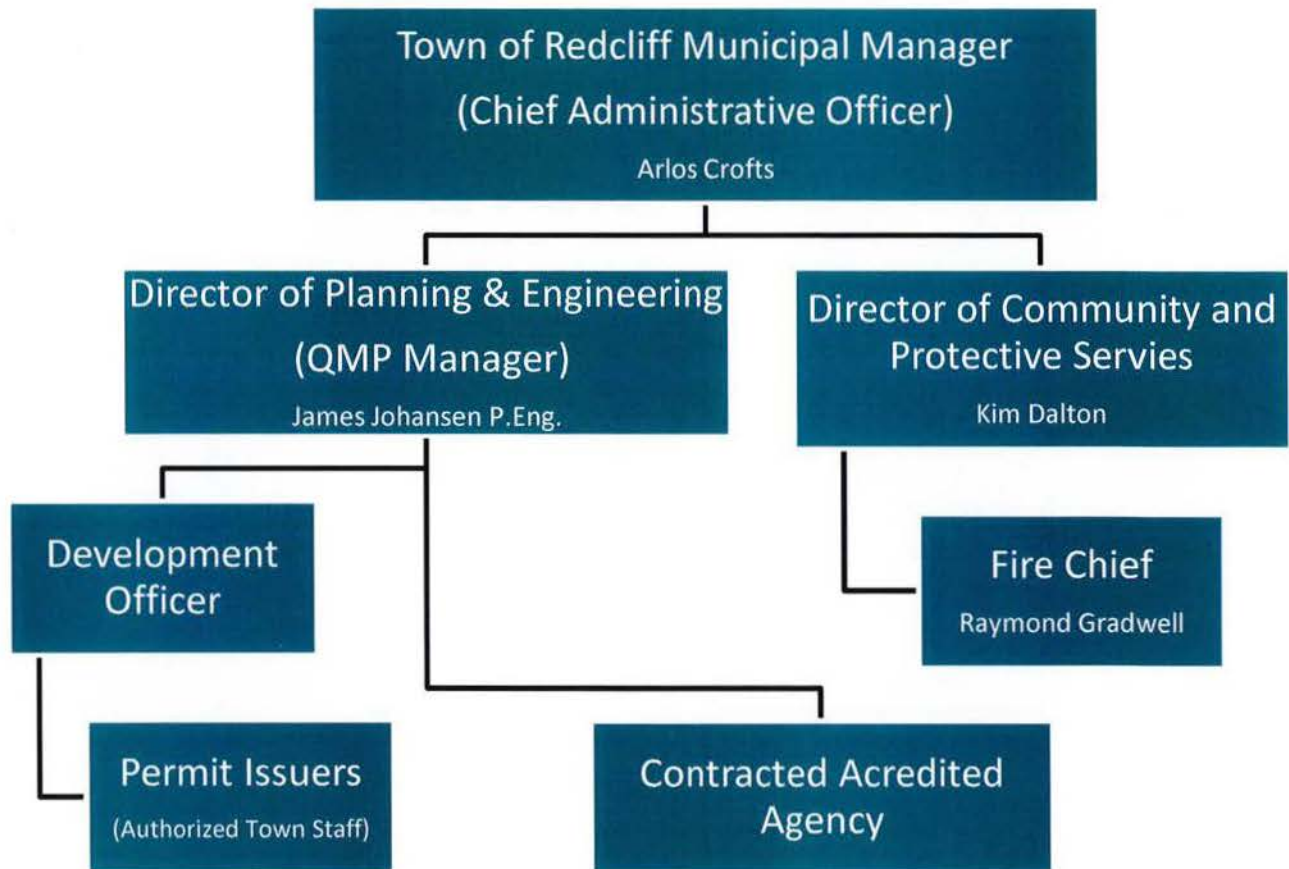 Town of Redcliff Municipal Manager
(Chief Administrative Officer)
Arlos Crofts
Director of Planning & Engineering
(QMP Manager)
James Johansen P.Eng.
Director of Community and
Protective Servies
Kim Dalton
Development
Officer
Fire Chief
Raymond Gradwell
Permit Issuers
(Authorized Town Staff)
Contracted Acredited
Agency